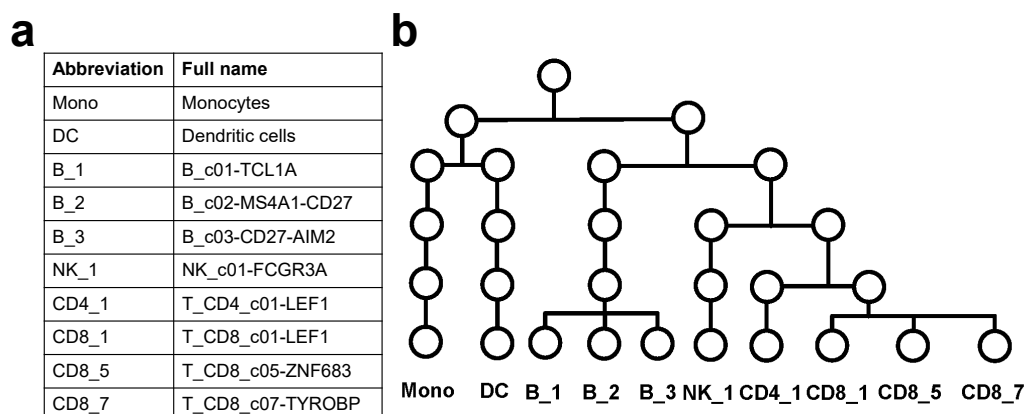 a
Abbreviation Full name
Mono Monocytes
DC Dendritic cells
B_1 B_c01-TCL1A
B_2 B_c02-MS4A1-CD27
B_3 B_c03-CD27-AIM2
NK_1 NK_c01-FCGR3A
CD4_1 T_CD4_c01-LEF1
CD8_1 T_CD8_c01-LEF1
CD8_5 T_CD8_c05-ZNF683
CD8_7 T_CD8_c07-TYROBP
b
Mono DC B_1 B_2 B_3 NK_1 CD4_1 CD8_1 CD8_5 CD8_7